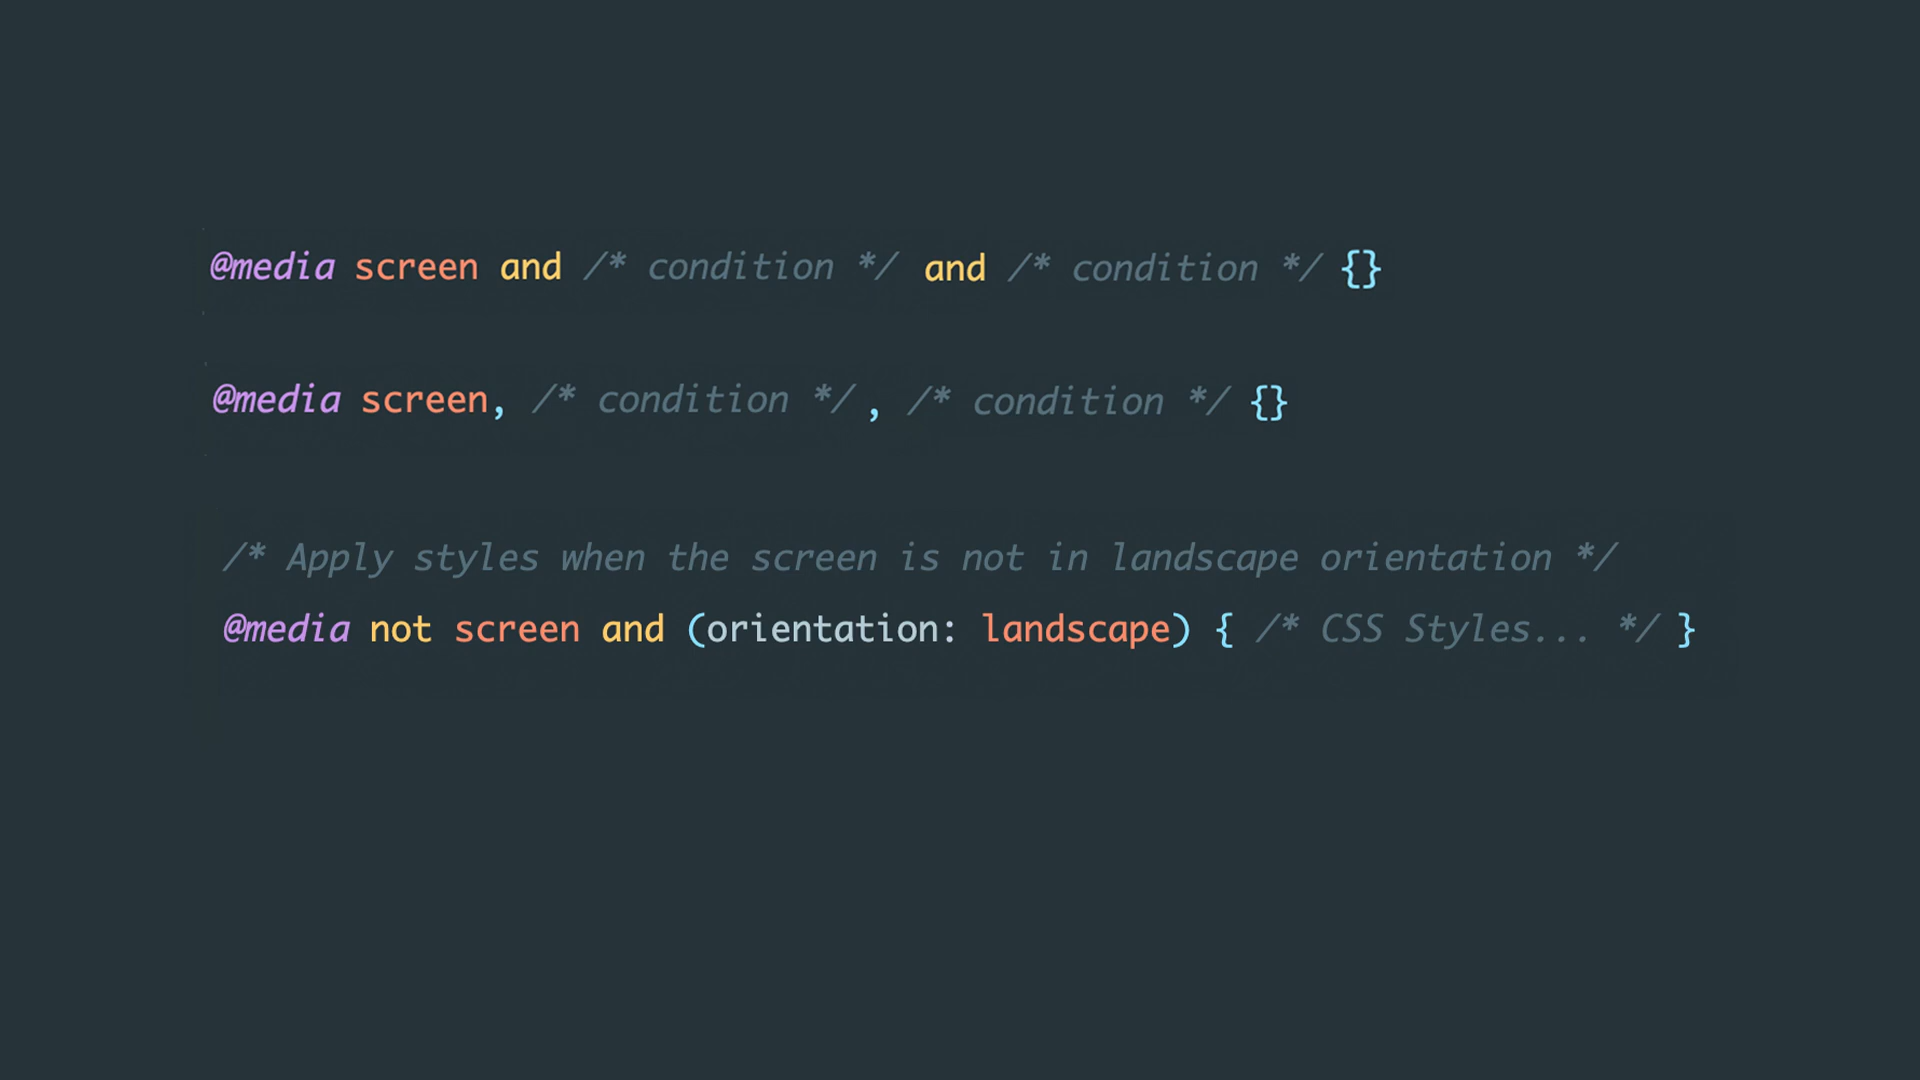 @media screen and /* condition */ and /* condition */ {}
@media screen, /* condition */ , /* condition */ {}
/* Apply styles when the screen is not in landscape orientation */
@media not screen and (orientation: landscape) { /* CSS Styles... */ }